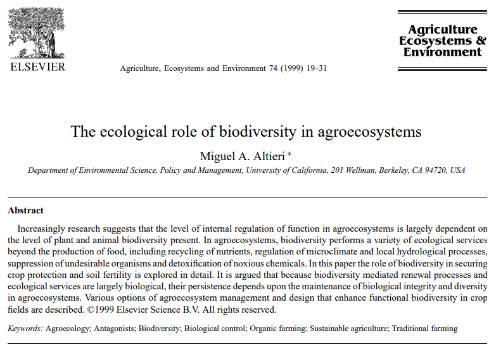 ELSEVIER
Agriculture, Ecosystems and Environment 74 (1999) 19–31
Agriculture
Ecosystems &
Environment
The ecological role of biodiversity in agroecosystems
Miguel A. Altieri *
Department of Environmental Science, Policy and Management, University of California, 201 Wellman, Berkeley, CA 94720, USA
Abstract
Increasingly research suggests that the level of internal regulation of function in agroecosystems is largely dependent on
the level of plant and animal biodiversity present. In agroecosystems, biodiversity performs a variety of ecological services
beyond the production of food, including recycling of nutrients, regulation of microclimate and local hydrological processes,
suppression of undesirable organisms and detoxification of noxious chemicals. In this paper the role of biodiversity in securing
crop protection and soil fertility is explored in detail. It is argued that because biodiversity mediated renewal processes and
ecological services are largely biological, their persistence depends upon the maintenance of biological integrity and diversity
in agroecosystems. Various options of agroecosystem management and design that enhance functional biodiversity in crop
fields are described. ©1999 Elsevier Science B.V. All rights reserved.
Keywords: Agroecology; Antagonists; Biodiversity; Biological control; Organic farming; Sustainable agriculture; Traditional farming